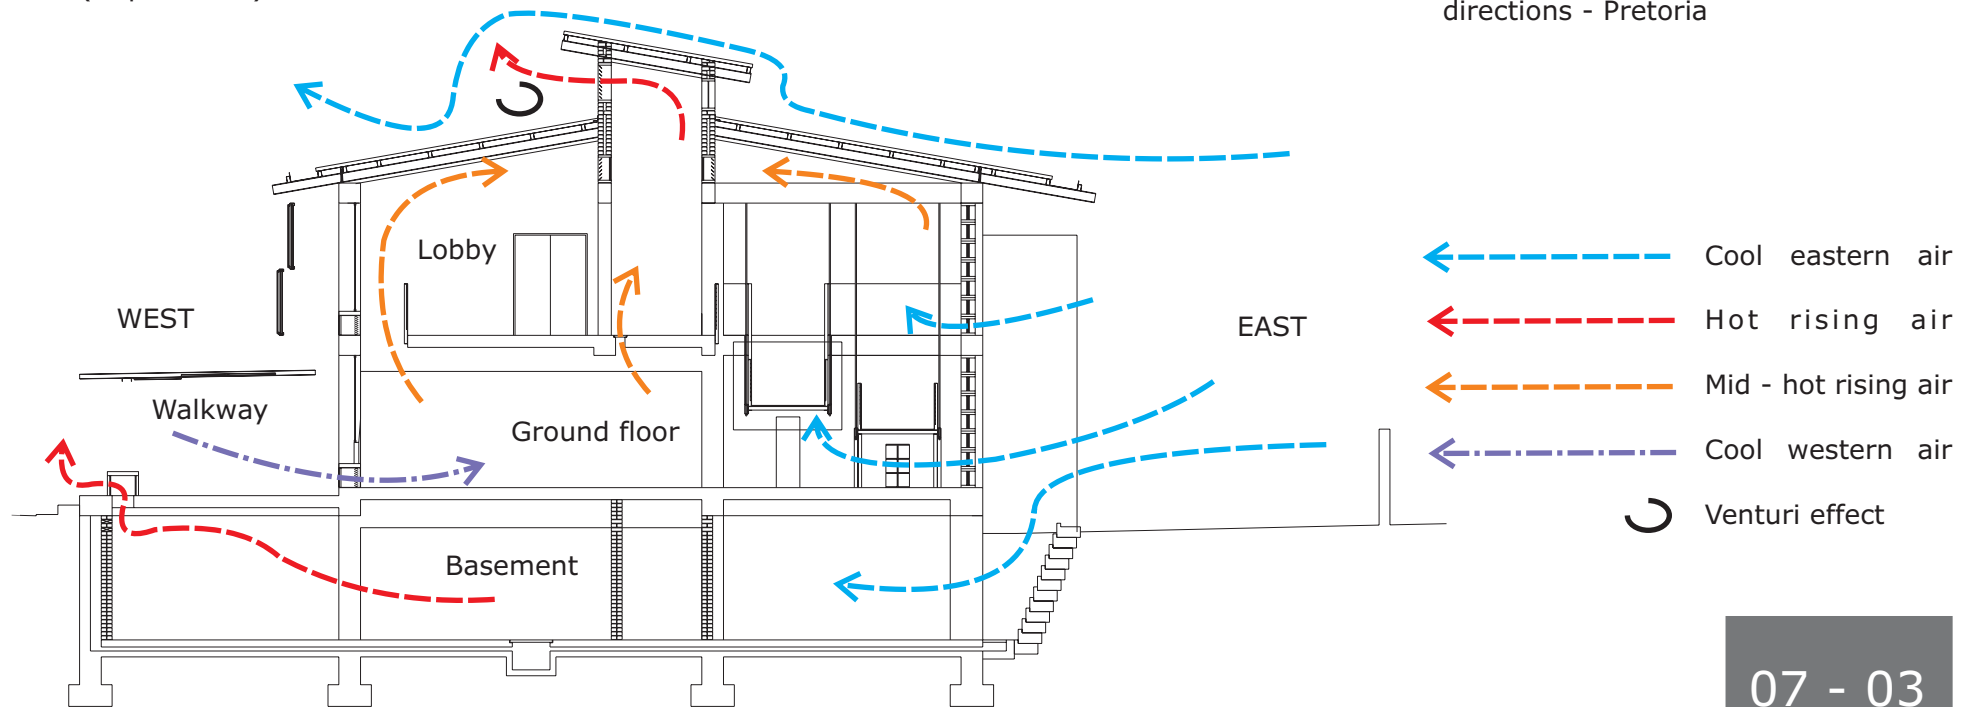 directions - Pretoria
Lobby
WEST
EAST
Walkway
Ground floor
Basement
Cool eastern air
Hot rising air
Mid - hot rising air
Cool western air
Venturi effect
07 - 03